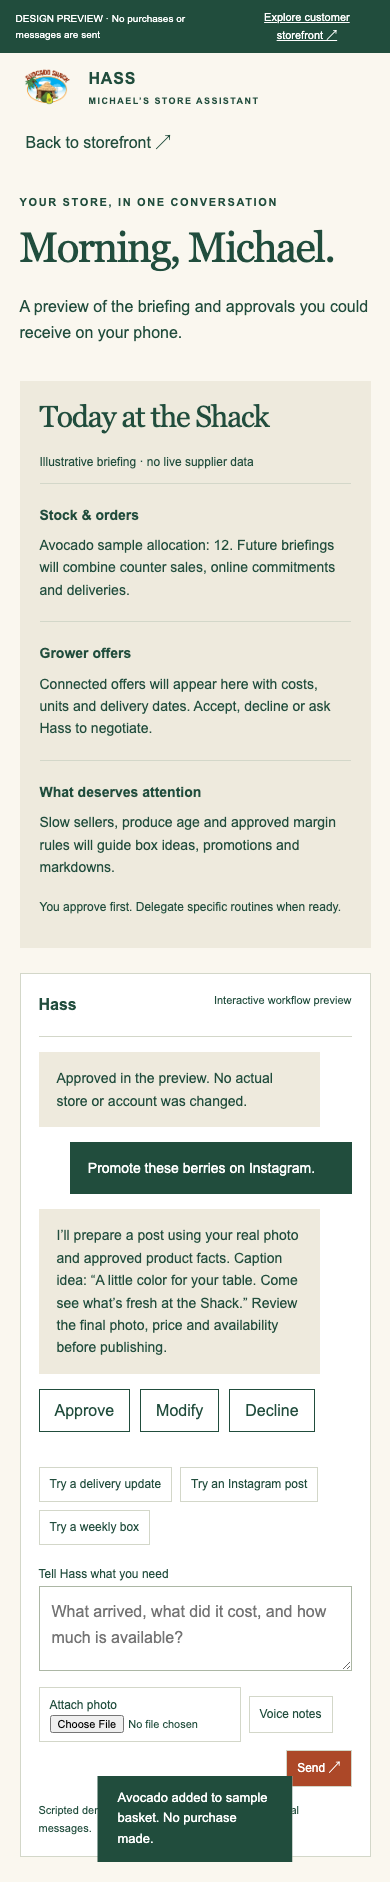 DESIGN PREVIEW · No purchases or
messages are sent
Explore customer
storefront ↗
AVOCADO SHACK
HASS
MICHAEL'S STORE ASSISTANT
Back to storefront ↗
YOUR STORE, IN ONE CONVERSATION
Morning, Michael.
A preview of the briefing and approvals you could
receive on your phone.
Today at the Shack
Illustrative briefing · no live supplier data
Stock & orders
Avocado sample allocation: 12. Future briefings
will combine counter sales, online commitments
and deliveries.
Grower offers
Connected offers will appear here with costs,
units and delivery dates. Accept, decline or ask
Hass to negotiate.
What deserves attention
Slow sellers, produce age and approved margin
rules will guide box ideas, promotions and
markdowns.
You approve first. Delegate specific routines when ready.
Hass
Interactive workflow preview
Approved in the preview. No actual
store or account was changed.
Promote these berries on Instagram.
I’ll prepare a post using your real photo
and approved product facts. Caption
idea: “A little color for your table. Come
see what’s fresh at the Shack.” Review
the final photo, price and availability
before publishing.
Approve
Modify
Decline
Try a delivery update
Try an Instagram post
Try a weekly box
Tell Hass what you need
What arrived, what did it cost, and how
much is available?
Attach photo
Choose File No file chosen
Voice notes
Send ↗
Avocado added to sample
basket. No purchase
made.
Scripted
messages.